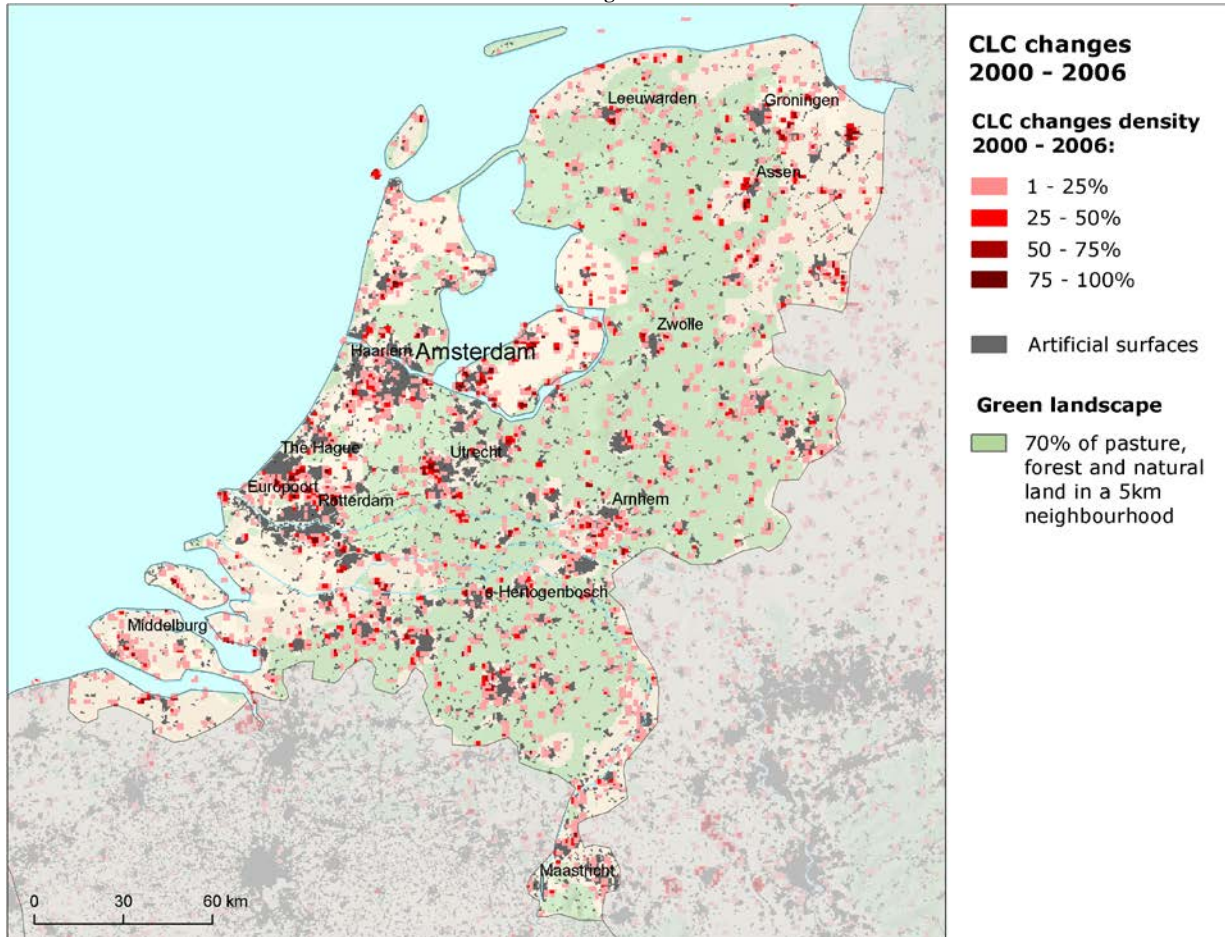 Leeuwarden
Groningen
Assen
Zwolle
Haarlem
Amsterdam
The Hague
Utrecht
Europoort
Rotterdam
Arnhem
's-Hertogenbosch
Middelburg
Maastricht
0 30 60 km
CLC changes
2000 - 2006
CLC changes density
2000 - 2006:
1 - 25%
25 - 50%
50 - 75%
75 - 100%
Artificial surfaces
Green landscape
70% of pasture,
forest and natural
land in a 5km
neighbourhood